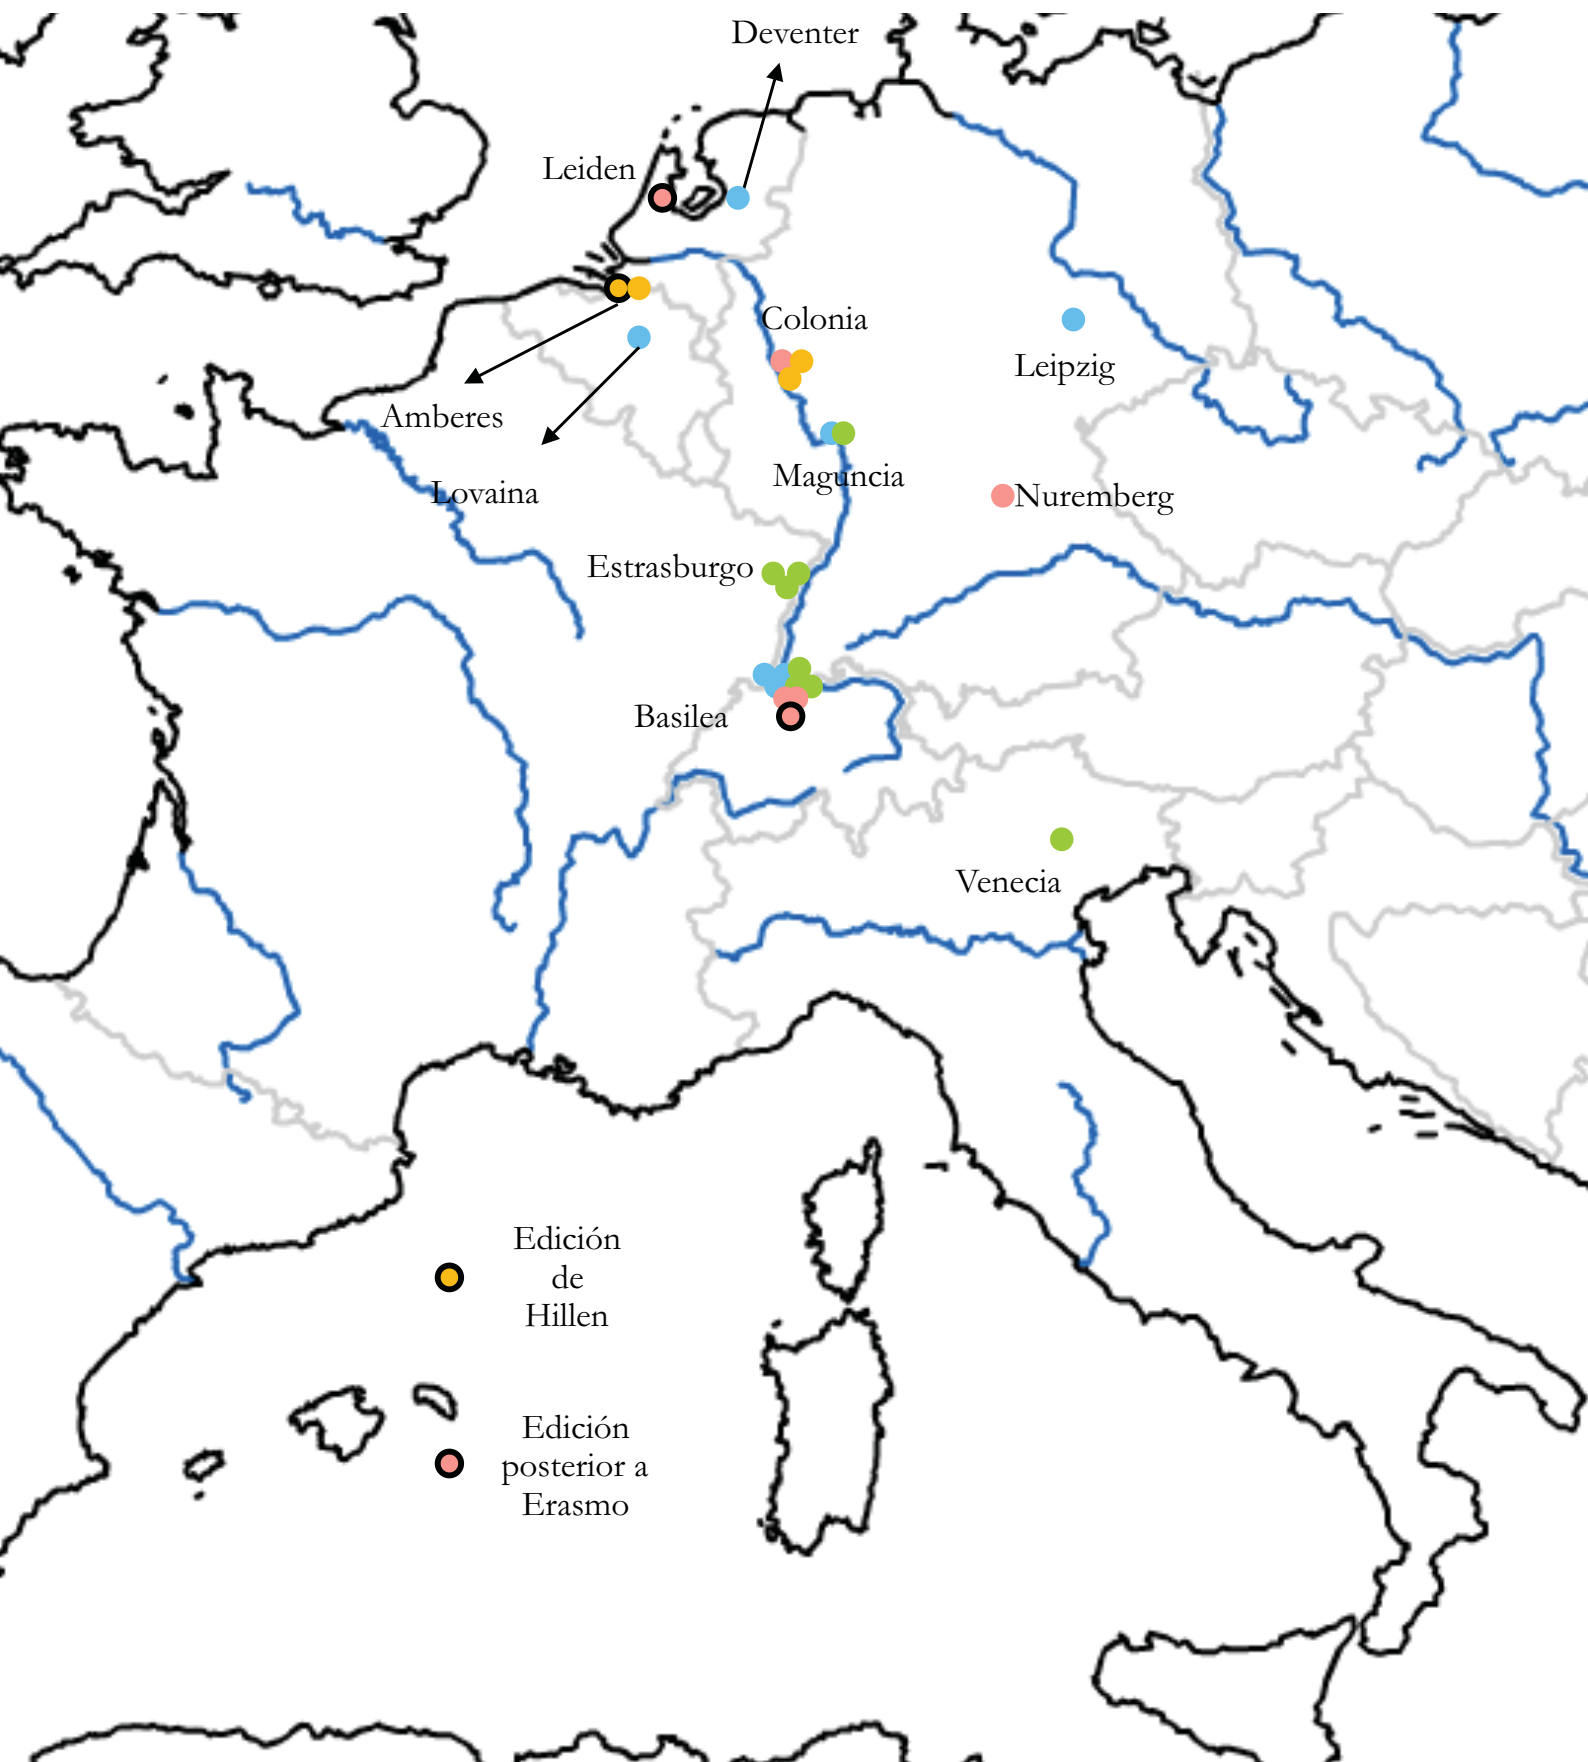 Deventer
Leiden
Colonia
Leipzig
Amberes
Maguncia
Lovaina
Nuremberg
Estrasburgo
Basilea
Venecia
Edición
de
Hillen
Edición
posterior a
Erasmo